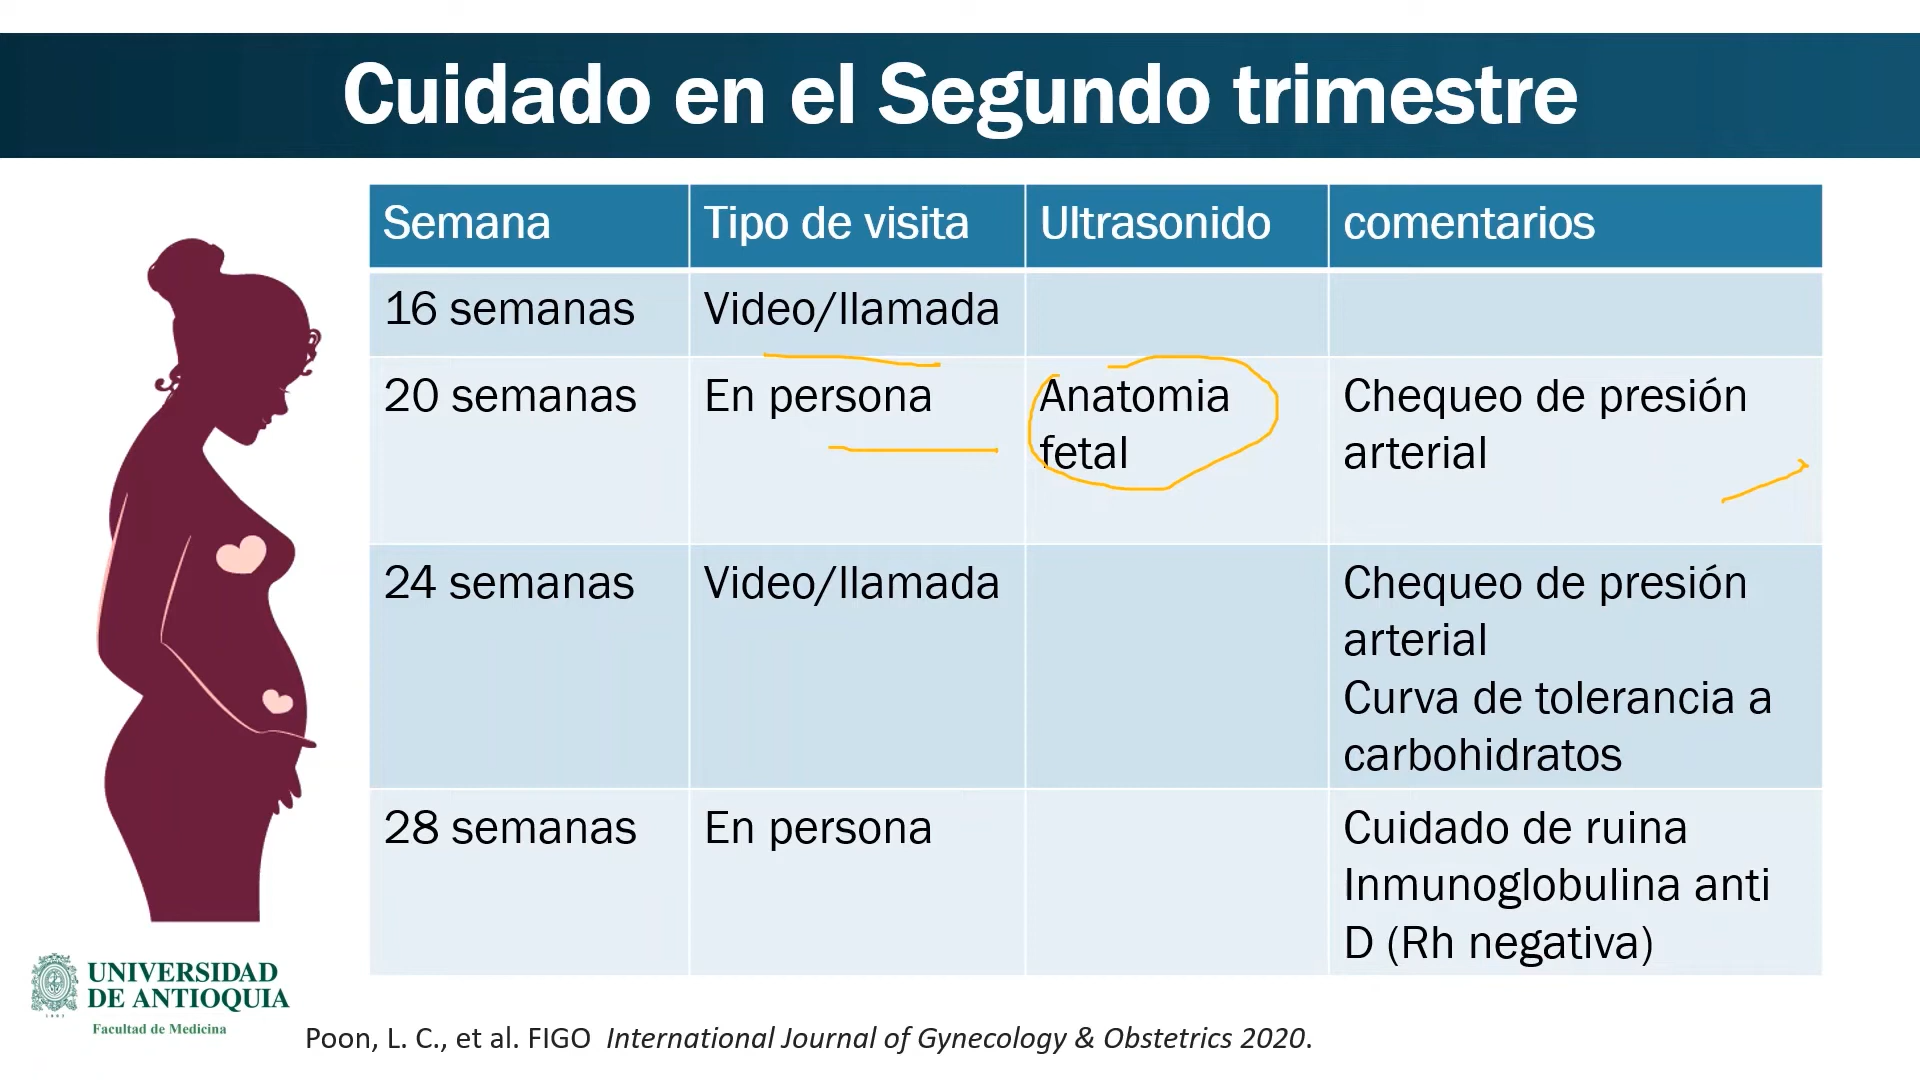 Cuidado en el Segundo trimestre
Semana Tipo de visita Ultrasonido comentarios
16 semanas Video/llamada
20 semanas En persona Anatomia fetal Chequeo de presión
arterial
24 semanas Video/llamada Chequeo de presión
arterial
Curva de tolerancia a
carbohidratos
28 semanas En persona Cuidado de ruina
Inmunoglobulina anti
D (Rh negativa)
UNIVERSIDAD
DE ANTIOQUIA
Facultad de Medicina
Poon, L. C., et al. FIGO International Journal of Gynecology & Obstetrics 2020.